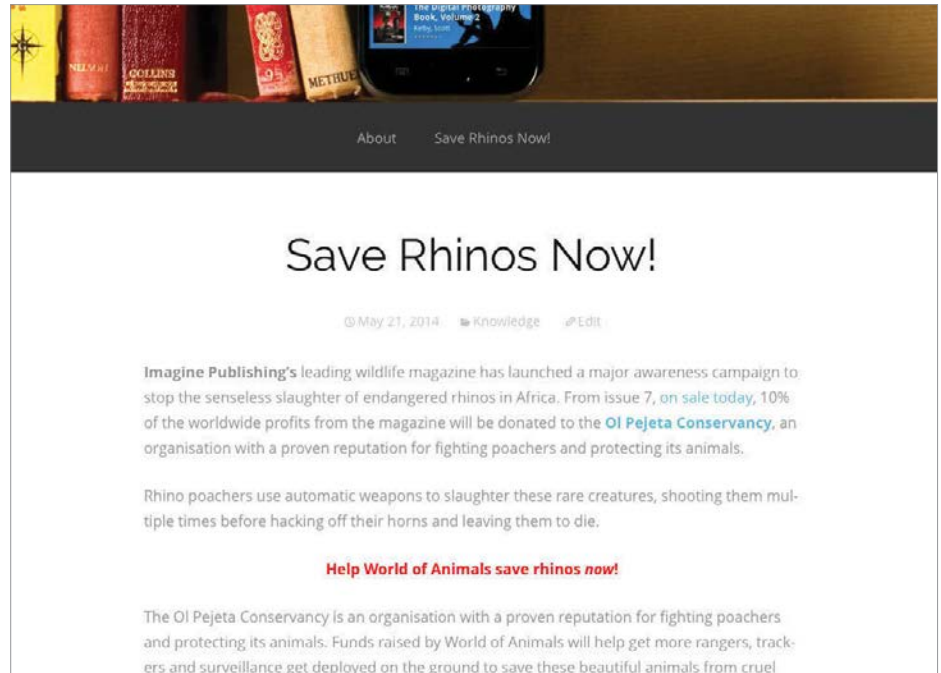 The Digital Photography
Book, Volume 2
Kelby, Scott
NELSON
COLLINS
95
METHUEN
About Save Rhinos Now!
Save Rhinos Now!
May 21, 2014 Knowledge Edit
Imagine Publishing's leading wildlife magazine has launched a major awareness campaign to
stop the senseless slaughter of endangered rhinos in Africa. From issue 7, on sale today, 10%
of the worldwide profits from the magazine will be donated to the Ol Pejeta Conservancy, an
organisation with a proven reputation for fighting poachers and protecting its animals.
Rhino poachers use automatic weapons to slaughter these rare creatures, shooting them mul-
tiple times before hacking off their horns and leaving them to die.
Help World of Animals save rhinos now!
The Ol Pejeta Conservancy is an organisation with a proven reputation for fighting poachers
and protecting its animals. Funds raised by World of Animals will help get more rangers, track-
ers and surveillance get deployed on the ground to save these beautiful animals from cruel